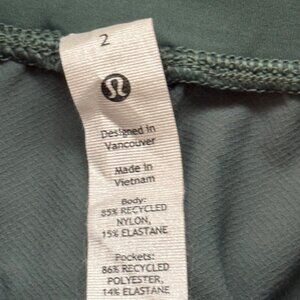 2
Designed in
Vancouver
Made in
Vietnam
Body:
85% RECYCLED
NYLON,
15% ELASTANE
Pockets:
86% RECYCLED
POLYESTER,
14% ELASTANE